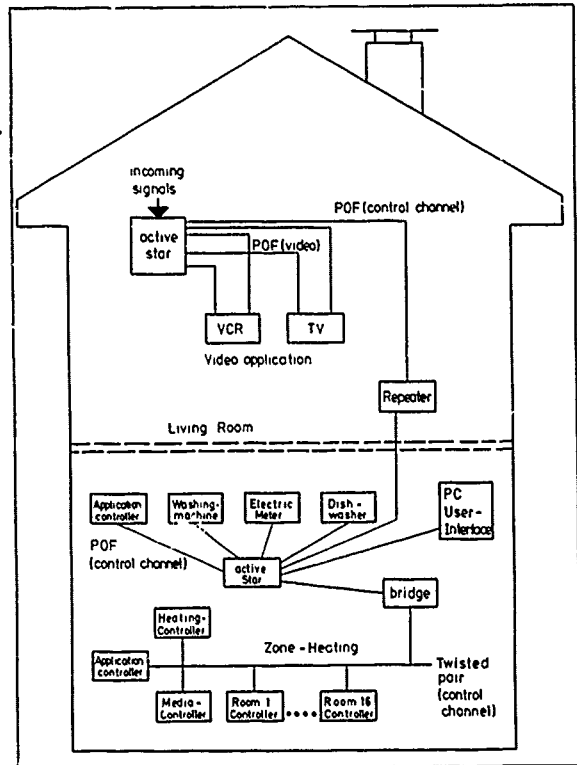 incoming
signals
POF (control channel)
active
star
POF (video)
VCR
TV
Video application
Repeater
Living Room
Application
controller
Washing-
machine
Electric
Meter
Dish-
washer
PC
User-
Interface
POF
(control channel)
active
Star
bridge
Heating-
Controller
Zone-Heating
Application
controller
Twisted
pair
(control
channel)
Media-
Controller
Room 1
Controller
Room 16
Controller